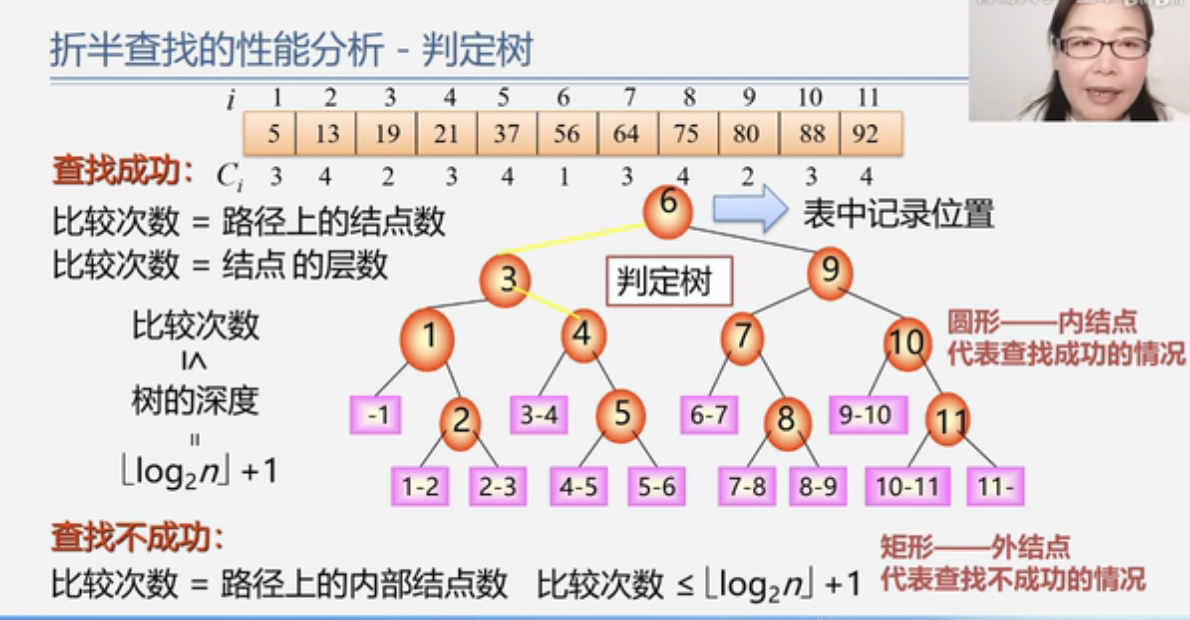 折半查找的性能分析 - 判定树
i 1 2 3 4 5 6 7 8 9 10 11
5 13 19 21 37 56 64 75 80 88 92
查找成功： Ci 3 4 2 3 4 1 3 4 2 3 4
比较次数 = 路径上的结点数
比较次数 = 结点 的层数
6
表中记录位置
3
判定树
9
比较次数
≤
树的深度
=
⌊log₂n⌋ +1
1
4
7
10
圆形——内结点
代表查找成功的情况
-1
2
3-4
5
6-7
8
9-10
11
1-2
2-3
4-5
5-6
7-8
8-9
10-11
11-
查找不成功：
比较次数 = 路径上的内部结点数 比较次数 ≤ ⌊log₂n⌋ +1
矩形——外结点
代表查找不成功的情况